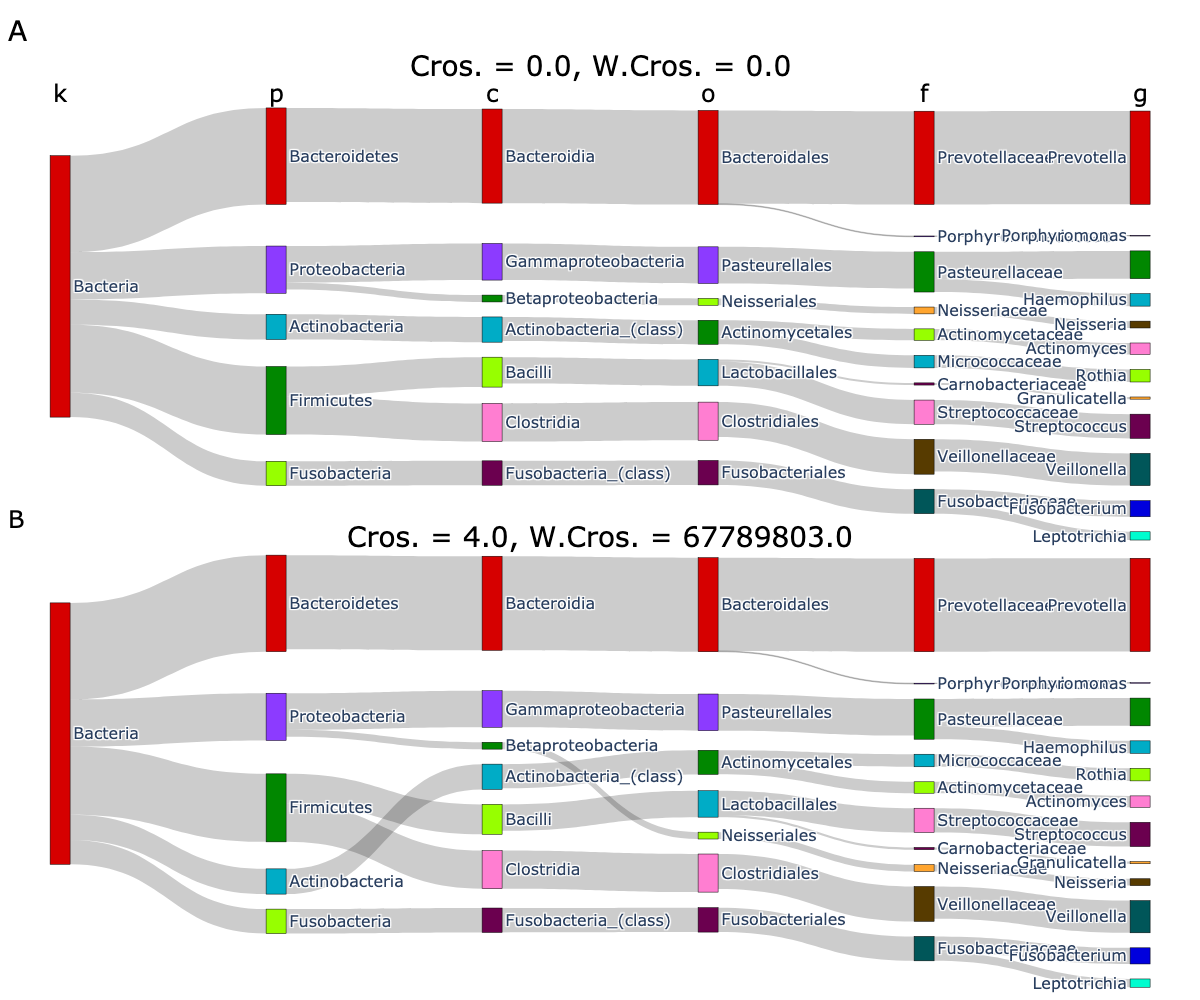 A
Cros. = 0.0, W.Cros. = 0.0
k p c o f g
Bacteroidetes Bacteroidia Bacteroidales Prevotellaceae Prevotella
Porphyr Porphyromonas
Proteobacteria Gammaproteobacteria Pasteurellales Pasteurellaceae
Bacteria
Betaproteobacteria Neisseriales Neisseriaceae Haemophilus
Actinobacteria Actinobacteria_(class) Actinomycetales Actinomycetaceae Neisseria
Actinomyces
Micrococcaceae Rothia
Firmicutes Bacilli Lactobacillales Carnobacteriaceae Granulicatella
Clostridia Clostridiales Streptococcaceae Streptococcus
Veillonellaceae Veillonella
Fusobacteria Fusobacteria_(class) Fusobacteriales Fusobacteriaceae Fusobacterium
Leptotrichia
B
Cros. = 4.0, W.Cros. = 67789803.0
Bacteroidetes Bacteroidia Bacteroidales Prevotellaceae Prevotella
Porphyr Porphyromonas
Proteobacteria Gammaproteobacteria Pasteurellales Pasteurellaceae
Bacteria
Betaproteobacteria Haemophilus
Actinobacteria_(class) Actinomycetales Micrococcaceae Rothia
Actinomycetaceae Actinomyces
Firmicutes Bacilli Lactobacillales Streptococcaceae Streptococcus
Neisseriales Carnobacteriaceae Granulicatella
Clostridia Clostridiales Neisseriaceae Neisseria
Actinobacteria Veillonellaceae Veillonella
Fusobacteria Fusobacteria_(class) Fusobacteriales Fusobacteriaceae Fusobacterium
Leptotrichia